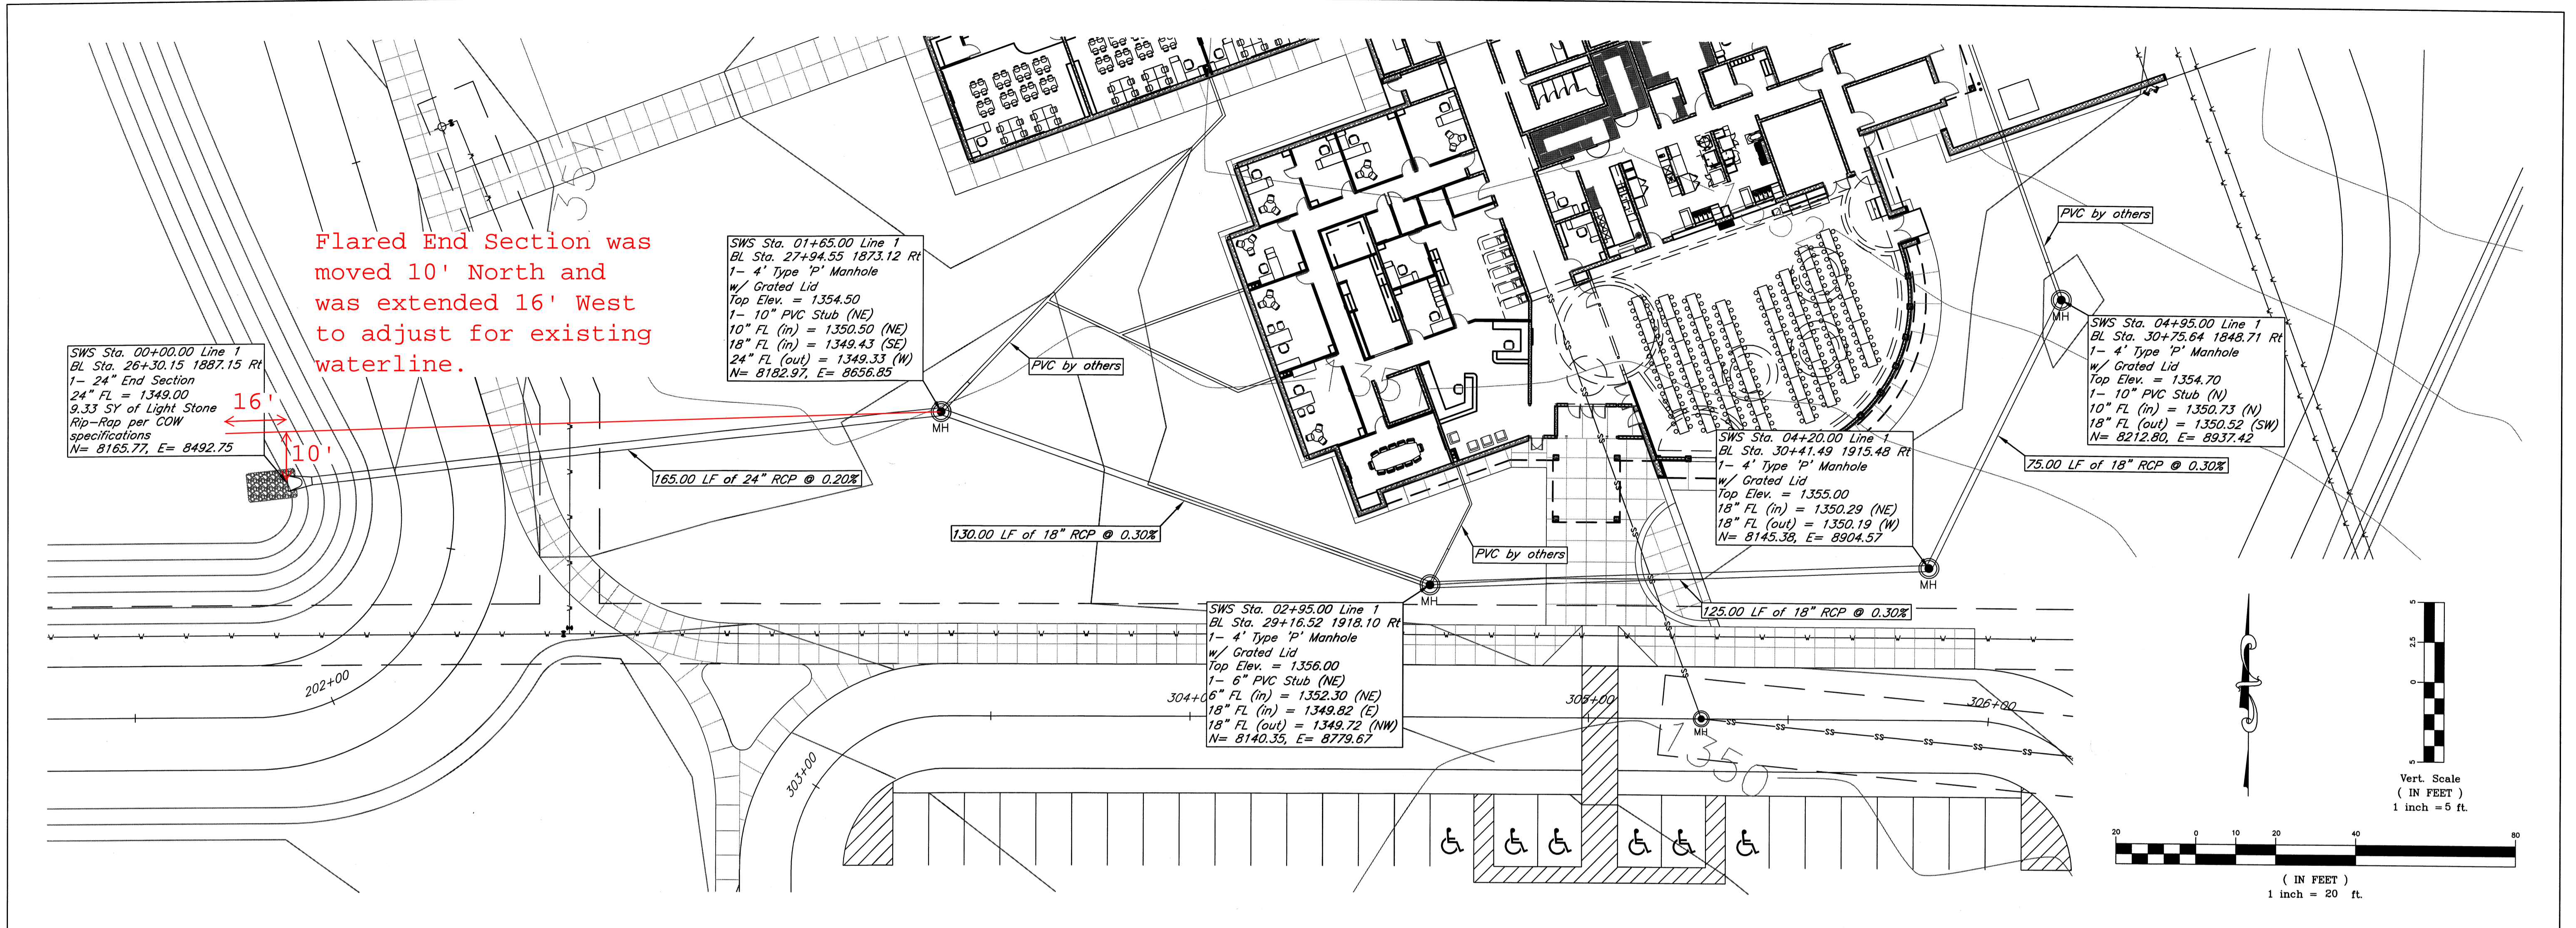 Flared End Section was
moved 10' North and
was extended 16' West
to adjust for existing
waterline.
SWS Sta. 00+00.00 Line 1
BL Sta. 26+30.15 1887.15 Rt
1- 24" End Section
24" FL = 1349.00
9.33 SY of Light Stone
Rip-Rap per COW
specifications
N= 8165.77, E= 8492.75
16'
10'
SWS Sta. 01+65.00 Line 1
BL Sta. 27+94.55 1873.12 Rt
1- 4' Type 'P' Manhole
w/ Grated Lid
Top Elev. = 1354.50
1- 10" PVC Stub (NE)
10" FL (in) = 1350.50 (NE)
18" FL (in) = 1349.43 (SE)
24" FL (out) = 1349.33 (W)
N= 8182.97, E= 8656.85
MH
PVC by others
165.00 LF of 24" RCP @ 0.20%
130.00 LF of 18" RCP @ 0.30%
SWS Sta. 02+95.00 Line 1
BL Sta. 29+16.52 1918.10 Rt
1- 4' Type 'P' Manhole
w/ Grated Lid
Top Elev. = 1356.00
1- 6" PVC Stub (NE)
6" FL (in) = 1352.30 (NE)
18" FL (in) = 1349.82 (E)
18" FL (out) = 1349.72 (NW)
N= 8140.35, E= 8779.67
MH
PVC by others
SWS Sta. 04+20.00 Line 1
BL Sta. 30+41.49 1915.48 Rt
1- 4' Type 'P' Manhole
w/ Grated Lid
Top Elev. = 1355.00
18" FL (in) = 1350.29 (NE)
18" FL (out) = 1350.19 (W)
N= 8145.38, E= 8904.57
MH
125.00 LF of 18" RCP @ 0.30%
PVC by others
MH
SWS Sta. 04+95.00 Line 1
BL Sta. 30+75.64 1848.71 Rt
1- 4' Type 'P' Manhole
w/ Grated Lid
Top Elev. = 1354.70
1- 10" PVC Stub (N)
10" FL (in) = 1350.73 (N)
18" FL (out) = 1350.52 (SW)
N= 8212.80, E= 8937.42
75.00 LF of 18" RCP @ 0.30%
202+00
303+00
305+00
306+00
MH
1350
5
2.5
0
5
Vert. Scale
( IN FEET )
1 inch =5 ft.
20
0
10
20
40
80
( IN FEET )
1 inch = 20 ft.